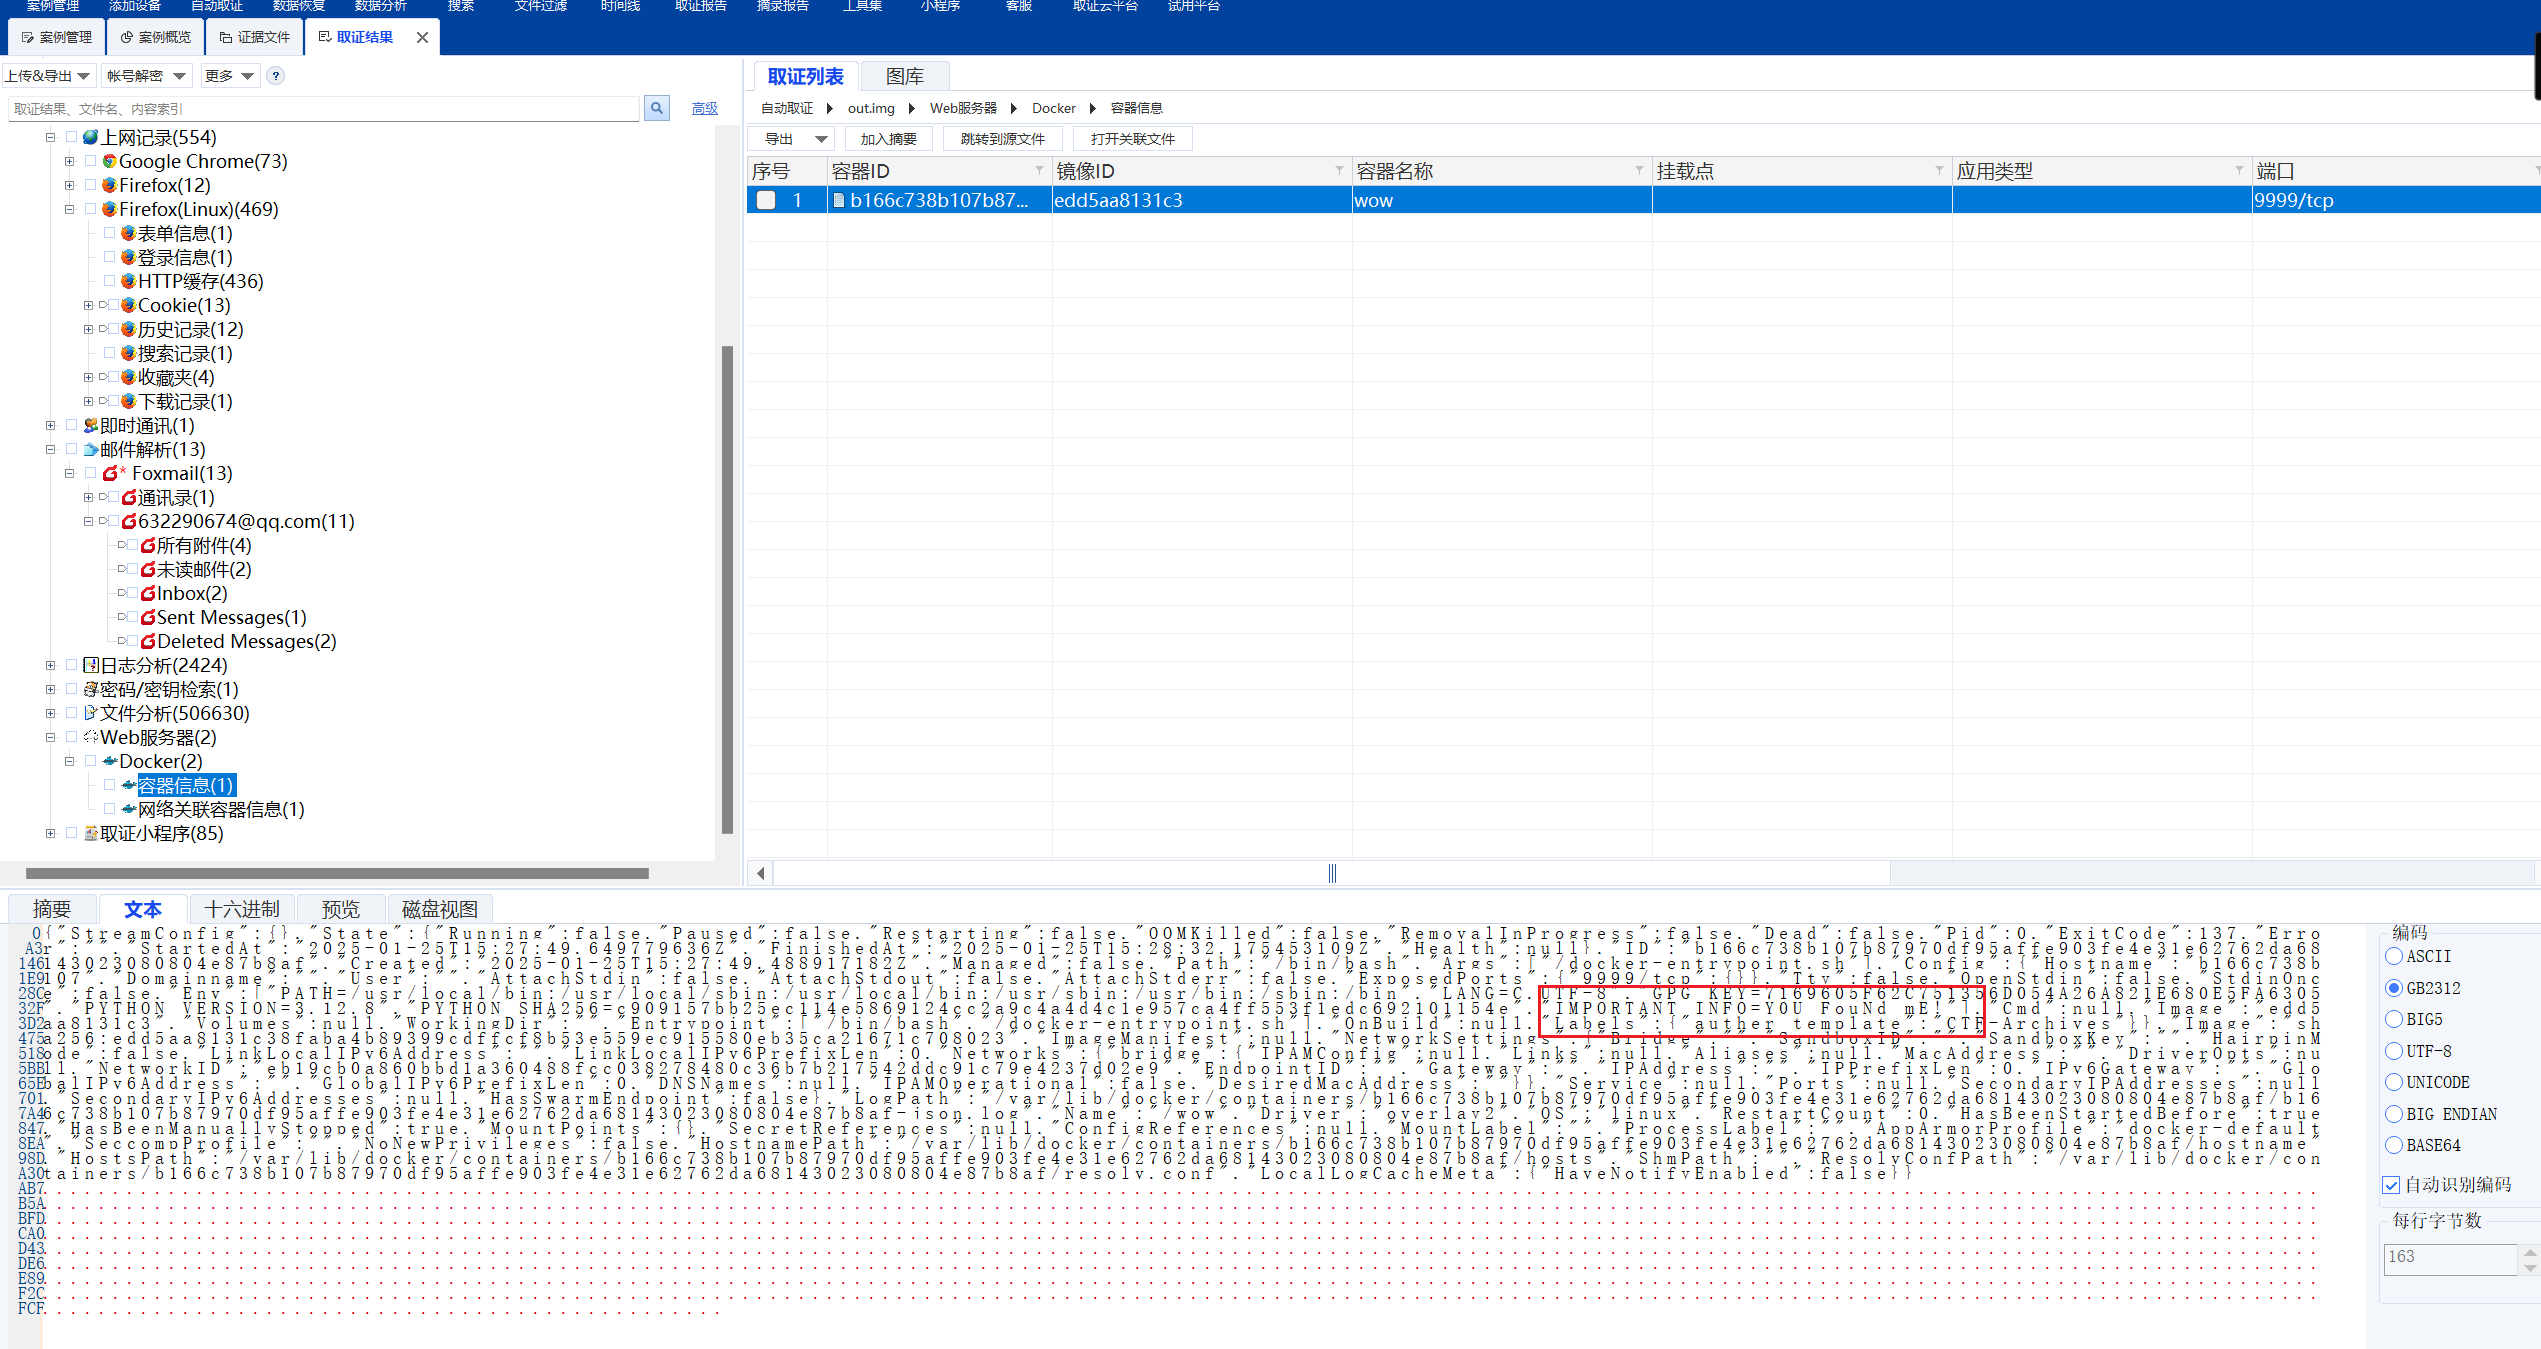 案例管理 添加设备 自动取证 数据恢复 数据分析 搜索 文件过滤 时间线 取证报告 摘录报告 工具集 小程序 客服 取证云平台 试用平台
案例管理 案例概览 证据文件 取证结果
上传&导出 帐号解密 更多 ?
取证结果、文件名、内容索引 高级
上网记录(554)
Google Chrome(73)
Firefox(12)
Firefox(Linux)(469)
表单信息(1)
登录信息(1)
HTTP缓存(436)
Cookie(13)
历史记录(12)
搜索记录(1)
收藏夹(4)
下载记录(1)
即时通讯(1)
邮件解析(13)
* Foxmail(13)
通讯录(1)
632290674@qq.com(11)
所有附件(4)
未读邮件(2)
Inbox(2)
Sent Messages(1)
Deleted Messages(2)
日志分析(2424)
密码/密钥检索(1)
文件分析(506630)
Web服务器(2)
Docker(2)
容器信息(1)
网络关联容器信息(1)
取证小程序(85)
取证列表 图库
自动取证 out.img Web服务器 Docker 容器信息
导出 加入摘要 跳转到源文件 打开关联文件
序号 容器ID 镜像ID 容器名称 挂载点 应用类型 端口
1 b166c738b107b87... edd5aa8131c3 wow 9999/tcp
摘要 文本 十六进制 预览 磁盘视图
0 {"StreamConfig":{}."State":{"Running":false."Paused":false."Restarting":false."OOMKilled":false."RemovalInProgress":false."Dead":false."Pid":0."ExitCode":137."Erro
A3 r":""."StartedAt":"2025-01-25T15:27:49.649779636Z"."FinishedAt":"2025-01-25T15:28:32.175453109Z"."Health":null}."ID":"b166c738b107b87970df95affe903fe4e31e62762da68
146 143023080804e87b8af"."Created":"2025-01-25T15:27:49.488917182Z"."Managed":false."Path":"/bin/bash"."Args":["/docker-entrypoint.sh"]."Config":{"Hostname":"b166c738b
1E9 107"."Domainname":""."User":""."AttachStdin":false."AttachStdout":false."AttachStderr":false."ExposedPorts":{"9999/tcp":{}}."Tty":false."OpenStdin":false."StdinOnc
28C e":false."Env":["PATH=/usr/local/bin:/usr/local/sbin:/usr/local/bin:/usr/sbin:/usr/bin:/sbin:/bin"."LANG=C.UTF-8"."GPG_KEY=7169605F62C751356D054A26A821E680E5FA6305
32F "."PYTHON_VERSION=3.12.8"."PYTHON_SHA256=c909157bb25ec114e5869124cc2a9c4a4d4c1e957ca4ff553f1edc692101154e"."IMPORTANT_INFO=Y0U_FouNd_mE!"]."Cmd":null."Image":"edd5
3D2 aa8131c3"."Volumes":null."WorkingDir":""."Entrypoint":["/bin/bash"."/docker-entrypoint.sh"]."OnBuild":null."Labels":{"auther_template":"CTF-Archives"}}."Image":"sh
475 a256:edd5aa8131c38faba4b89399cdffcf8b53e559ec915580eb35ca21671c708023"."ImageManifest":null."NetworkSettings":{"Bridge":""."SandboxID":""."SandboxKey":""."HairpinM
518 ode":false."LinkLocalIPv6Address":""."LinkLocalIPv6PrefixLen":0."Networks":{"bridge":{"IPAMConfig":null."Links":null."Aliases":null."MacAddress":""."DriverOpts":nu
5BB ll."NetworkID":"eb19cb0a860bbd1a360488fcc038278480c36b7b217542ddc91c79e4237d02e9"."EndpointID":""."Gateway":""."IPAddress":""."IPPrefixLen":0."IPv6Gateway":""."Glo
65E balIPv6Address":""."GlobalIPv6PrefixLen":0."DNSNames":null."IPAMOperational":false."DesiredMacAddress":""}}."Service":null."Ports":null."SecondaryIPAddresses":null
701 ."SecondaryIPv6Addresses":null."HasSwarmEndpoint":false}."LogPath":"/var/lib/docker/containers/b166c738b107b87970df95affe903fe4e31e62762da68143023080804e87b8af/b16
7A4 6c738b107b87970df95affe903fe4e31e62762da68143023080804e87b8af-json.log"."Name":"/wow"."Driver":"overlay2"."OS":"linux"."RestartCount":0."HasBeenStartedBefore":true
847 ."HasBeenManuallyStopped":true."MountPoints":{}."SecretReferences":null."ConfigReferences":null."MountLabel":""."ProcessLabel":""."AppArmorProfile":"docker-default
8EA "."SeccompProfile":""."NoNewPrivileges":false."HostnamePath":"/var/lib/docker/containers/b166c738b107b87970df95affe903fe4e31e62762da68143023080804e87b8af/hostname"
98D ."HostsPath":"/var/lib/docker/containers/b166c738b107b87970df95affe903fe4e31e62762da68143023080804e87b8af/hosts"."ShmPath":""."ResolvConfPath":"/var/lib/docker/con
A30 tainers/b166c738b107b87970df95affe903fe4e31e62762da68143023080804e87b8af/resolv.conf"."LocalLogCacheMeta":{"HaveNotifyEnabled":false}}
AB7
B5A
BFD
CA0
D43
DE6
E89
F2C
FCF
编码
ASCII
GB2312
BIG5
UTF-8
UNICODE
BIG ENDIAN
BASE64
自动识别编码
每行字节数
163